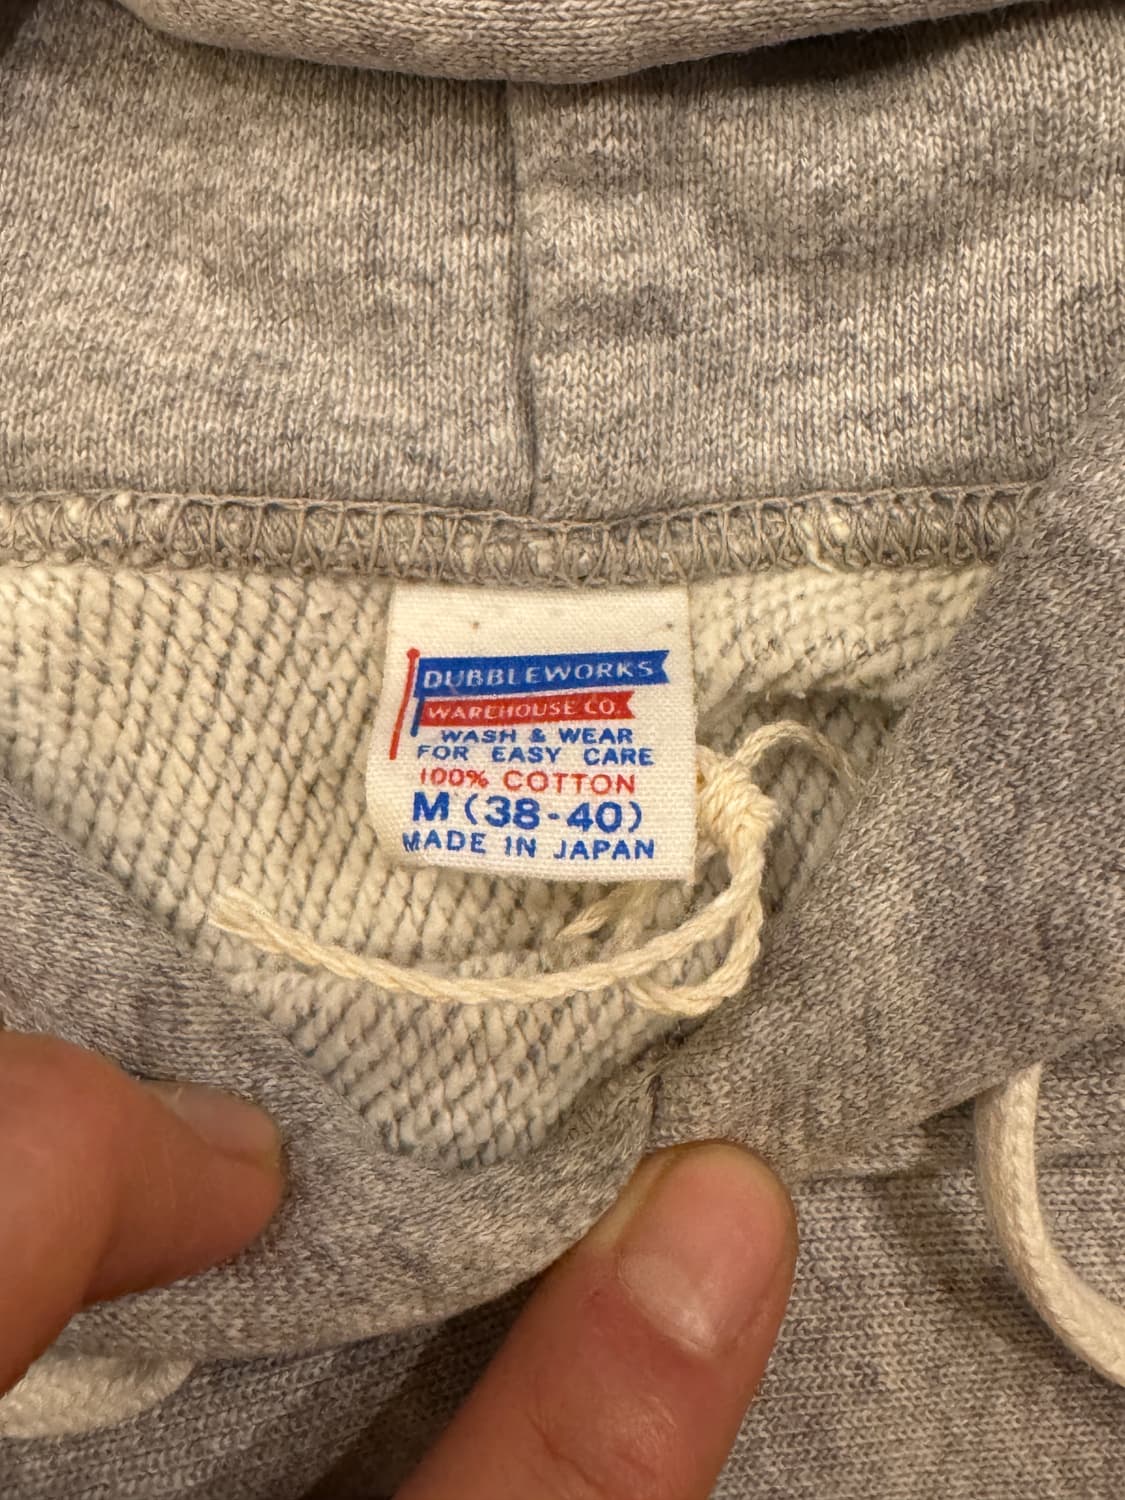 DUBBLEWORKS
WAREHOUSE CO.
WASH & WEAR
FOR EASY CARE
100% COTTON
M (38-40)
MADE IN JAPAN